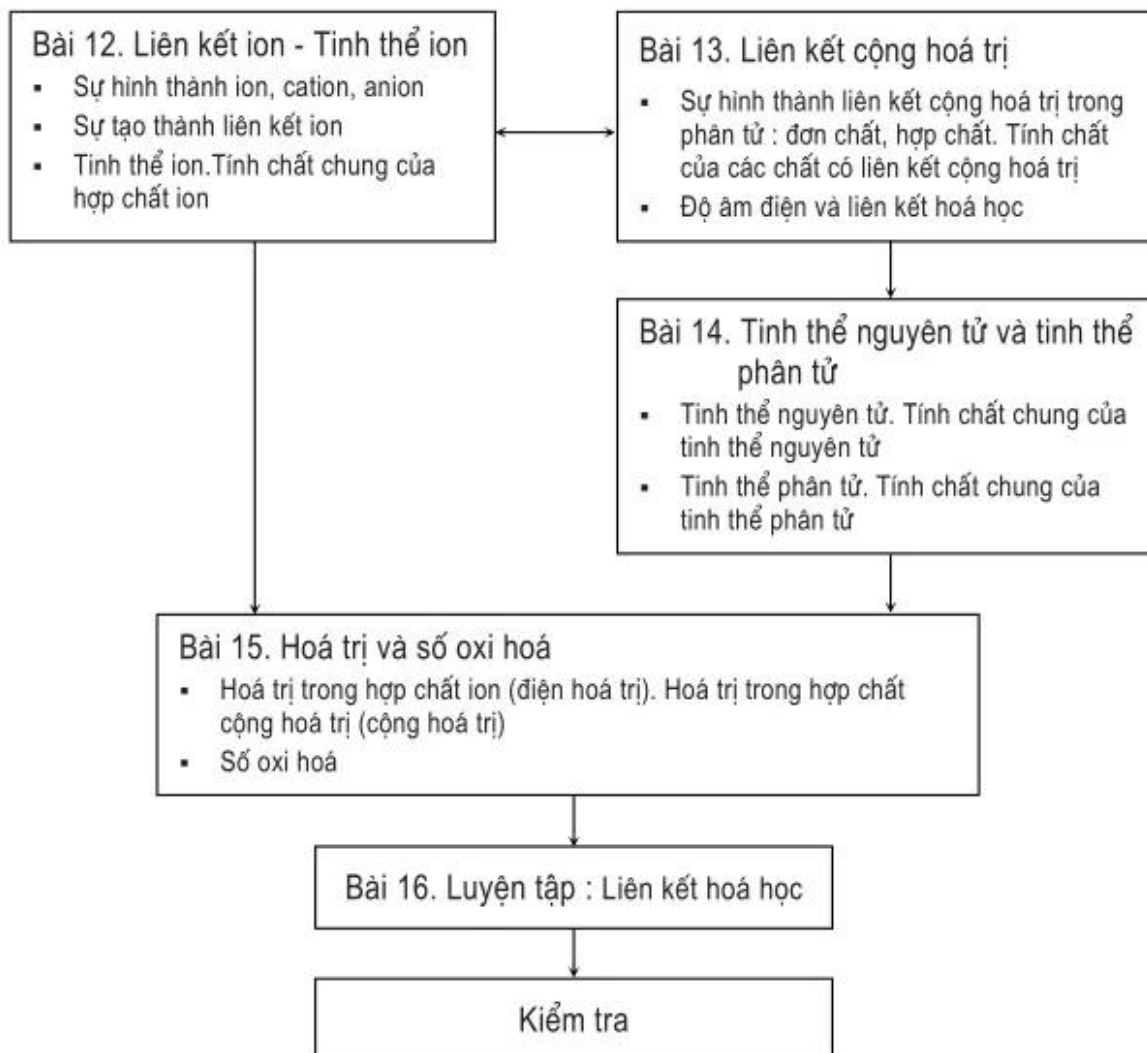 Bài 12. Liên kết ion - Tinh thể ion
▪ Sự hình thành ion, cation, anion
▪ Sự tạo thành liên kết ion
▪ Tinh thể ion.Tính chất chung của
hợp chất ion
Bài 13. Liên kết cộng hoá trị
▪ Sự hình thành liên kết cộng hoá trị trong
phân tử : đơn chất, hợp chất. Tính chất
của các chất có liên kết cộng hoá trị
▪ Độ âm điện và liên kết hoá học
Bài 14. Tinh thể nguyên tử và tinh thể
phân tử
▪ Tinh thể nguyên tử. Tính chất chung của
tinh thể nguyên tử
▪ Tinh thể phân tử. Tính chất chung của
tinh thể phân tử
Bài 15. Hoá trị và số oxi hoá
▪ Hoá trị trong hợp chất ion (điện hoá trị). Hoá trị trong hợp chất
cộng hoá trị (cộng hoá trị)
▪ Số oxi hoá
Bài 16. Luyện tập : Liên kết hoá học
Kiểm tra